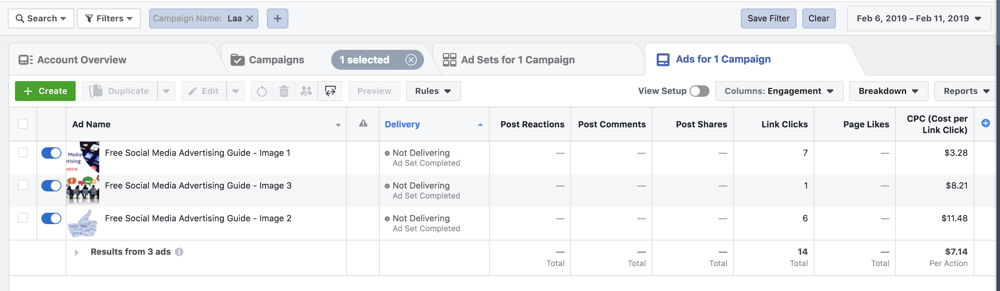 Search Filters Campaign Name: Laa + Save Filter Clear Feb 6, 2019 – Feb 11, 2019
Account Overview Campaigns 1 selected Ad Sets for 1 Campaign Ads for 1 Campaign
+ Create Duplicate Edit Preview Rules View Setup Columns: Engagement Breakdown Reports
Ad Name Delivery Post Reactions Post Comments Post Shares Link Clicks Page Likes CPC (Cost per
Link Click)
Media
rtising
eBOOK
Free Social Media Advertising Guide - Image 1 Not Delivering — — — 7 — $3.28
Ad Set Completed
Free Social Media Advertising Guide - Image 3 Not Delivering — — — 1 — $8.21
Ad Set Completed
like
friends
Free Social Media Advertising Guide - Image 2 Not Delivering — — — 6 — $11.48
Ad Set Completed
Results from 3 ads — — — 14 — $7.14
Total Total Total Total Total Per Action